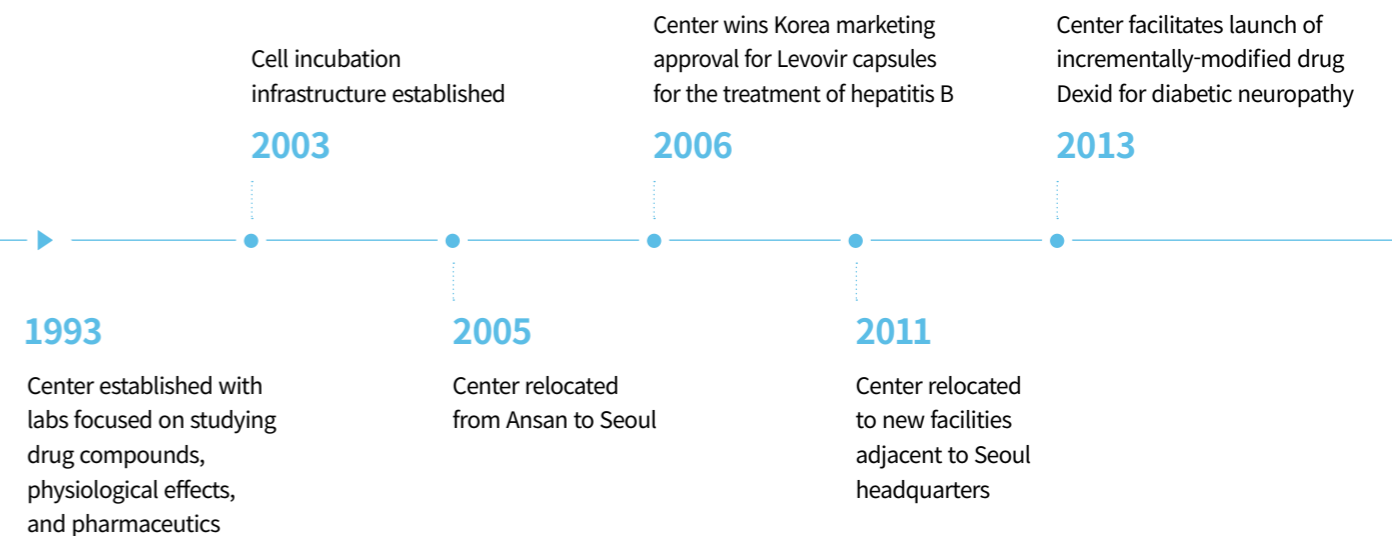 Cell incubation
infrastructure established
2003
Center wins Korea marketing
approval for Levovir capsules
for the treatment of hepatitis B
2006
Center facilitates launch of
incrementally-modified drug
Dexid for diabetic neuropathy
2013
1993
Center established with
labs focused on studying
drug compounds,
physiological effects,
and pharmaceutics
2005
Center relocated
from Ansan to Seoul
2011
Center relocated
to new facilities
adjacent to Seoul
headquarters